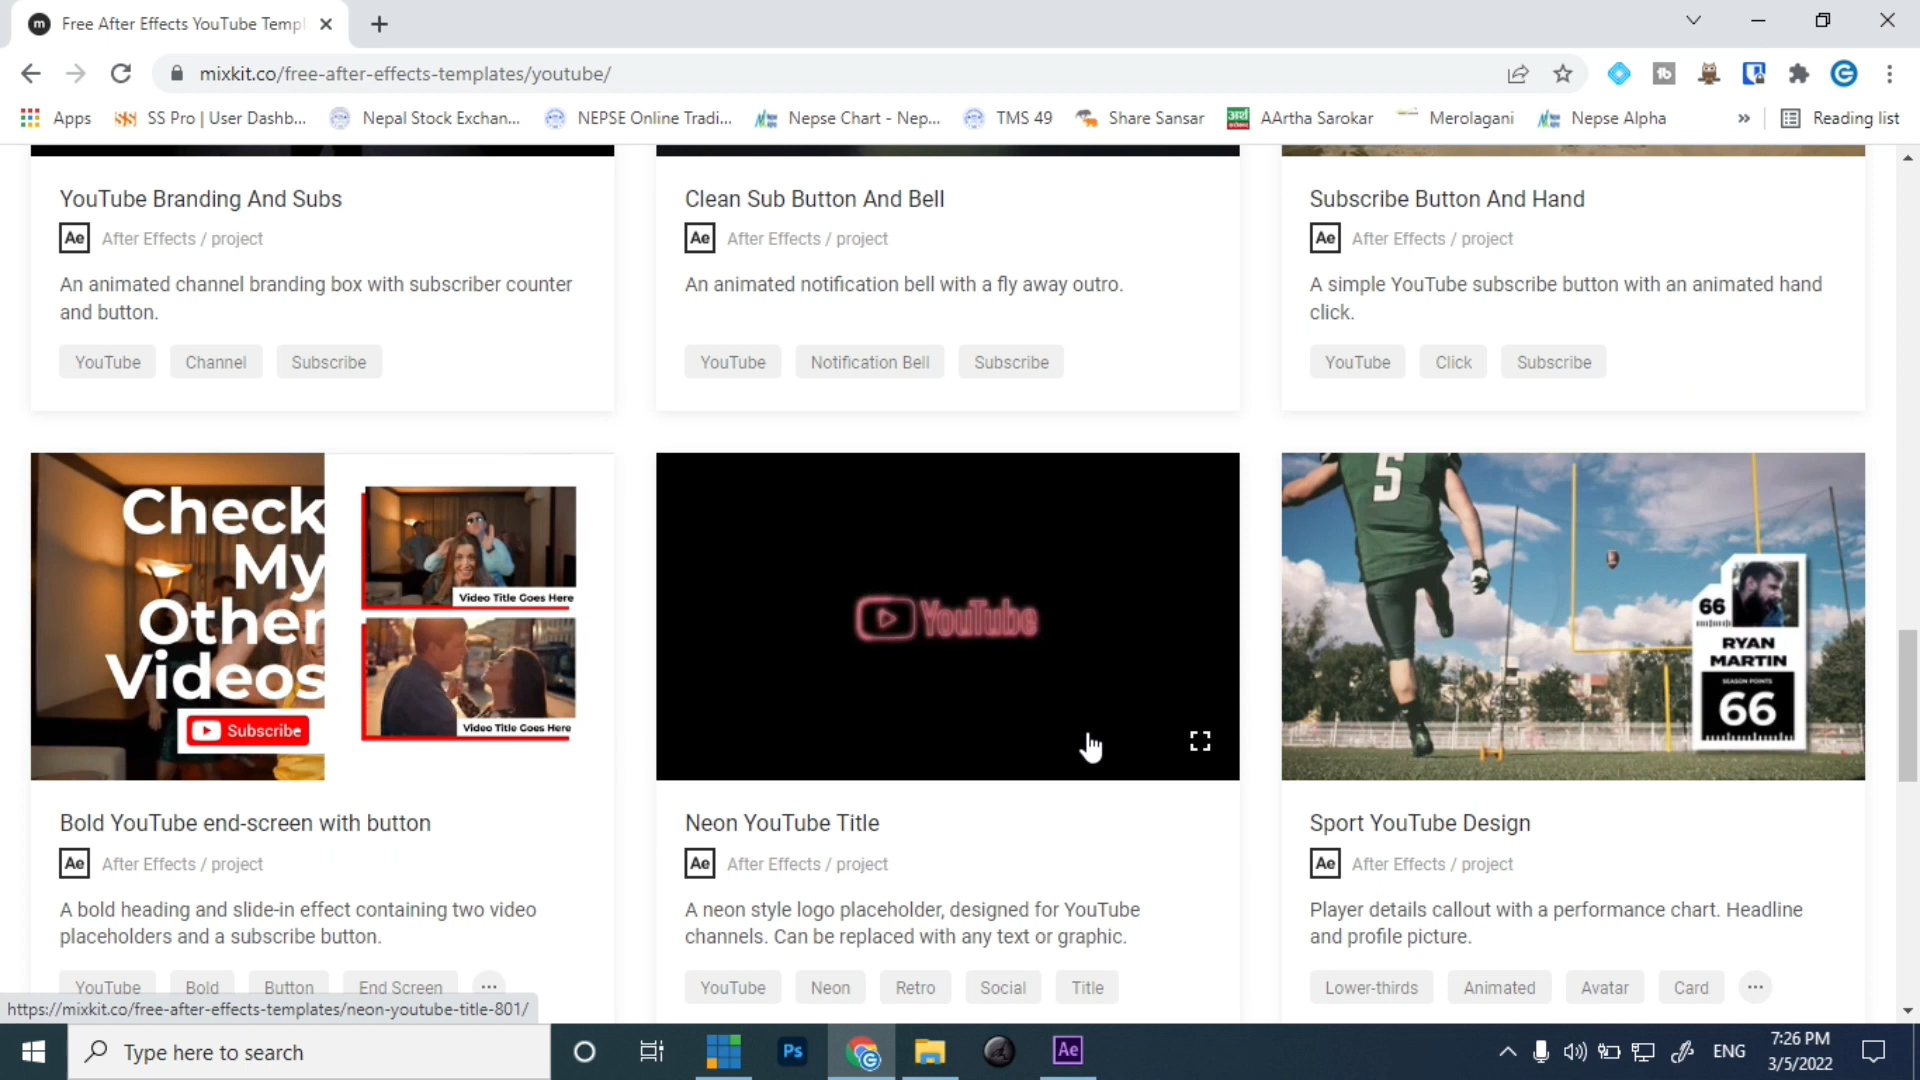 Free After Effects YouTube Temp
mixkit.co/free-after-effects-templates/youtube/
Apps
SS Pro | User Dashb...
Nepal Stock Exchan...
NEPSE Online Tradi...
Nepse Chart - Nep...
TMS 49
Share Sansar
AArtha Sarokar
Merolagani
Nepse Alpha
»
Reading list
YouTube Branding And Subs
Ae After Effects / project
An animated channel branding box with subscriber counter
and button.
YouTube Channel Subscribe
Clean Sub Button And Bell
Ae After Effects / project
An animated notification bell with a fly away outro.
YouTube Notification Bell Subscribe
Subscribe Button And Hand
Ae After Effects / project
A simple YouTube subscribe button with an animated hand
click.
YouTube Click Subscribe
Check
My
Other
Videos
Subscribe
Video Title Goes Here
Video Title Goes Here
Bold YouTube end-screen with button
Ae After Effects / project
A bold heading and slide-in effect containing two video
placeholders and a subscribe button.
YouTube Bold Button End Screen ...
YouTube
Neon YouTube Title
Ae After Effects / project
A neon style logo placeholder, designed for YouTube
channels. Can be replaced with any text or graphic.
YouTube Neon Retro Social Title
5
66
RYAN
MARTIN
SEASON POINTS
66
Sport YouTube Design
Ae After Effects / project
Player details callout with a performance chart. Headline
and profile picture.
Lower-thirds Animated Avatar Card ...
https://mixkit.co/free-after-effects-templates/neon-youtube-title-801/
Type here to search
Ps
Ae
ENG
7:26 PM
3/5/2022